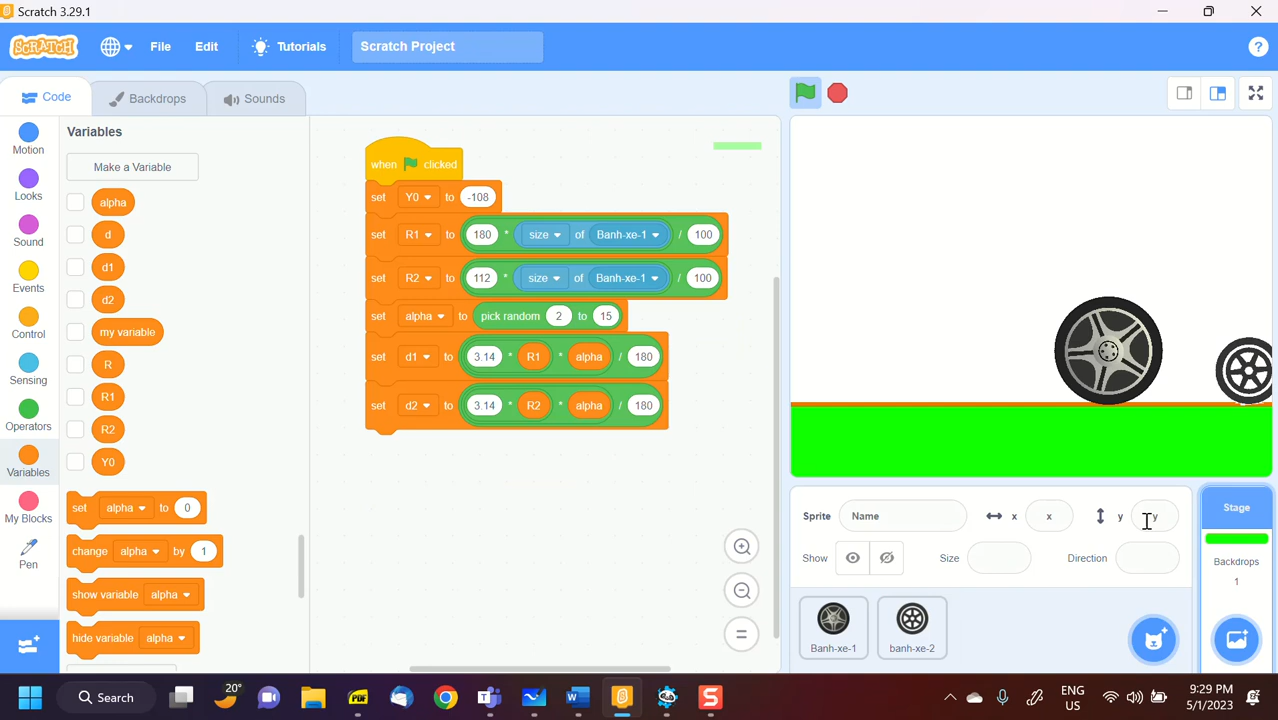 Scratch 3.29.1
SCRATCH File Edit Tutorials Scratch Project ?
Code Backdrops Sounds
Motion
Looks
Sound
Events
Control
Sensing
Operators
Variables
My Blocks
Pen
Variables
Make a Variable
alpha
d
d1
d2
my variable
R
R1
R2
Y0
set alpha to 0
change alpha by 1
show variable alpha
hide variable alpha
when clicked
set Y0 to -108
set R1 to 180 * size of Banh-xe-1 / 100
set R2 to 112 * size of Banh-xe-1 / 100
set alpha to pick random 2 to 15
set d1 to 3.14 * R1 * alpha / 180
set d2 to 3.14 * R2 * alpha / 180
Sprite Name x x y y
Show Size Direction
Banh-xe-1 banh-xe-2
Stage
Backdrops
1
Search
20°
ENG
US
9:29 PM
5/1/2023